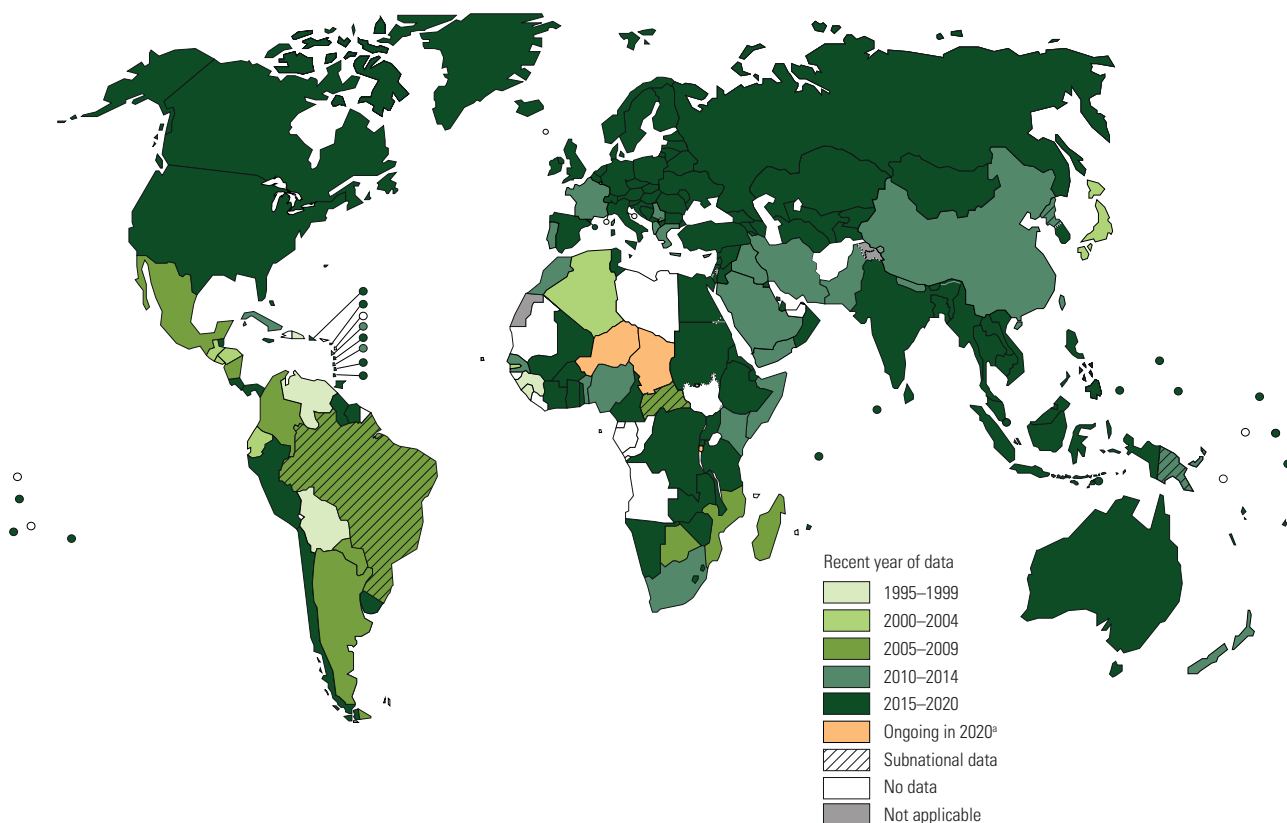 Recent year of data
1995–1999
2000–2004
2005–2009
2010–2014
2015–2020
Ongoing in 2020ª
Subnational data
No data
Not applicable